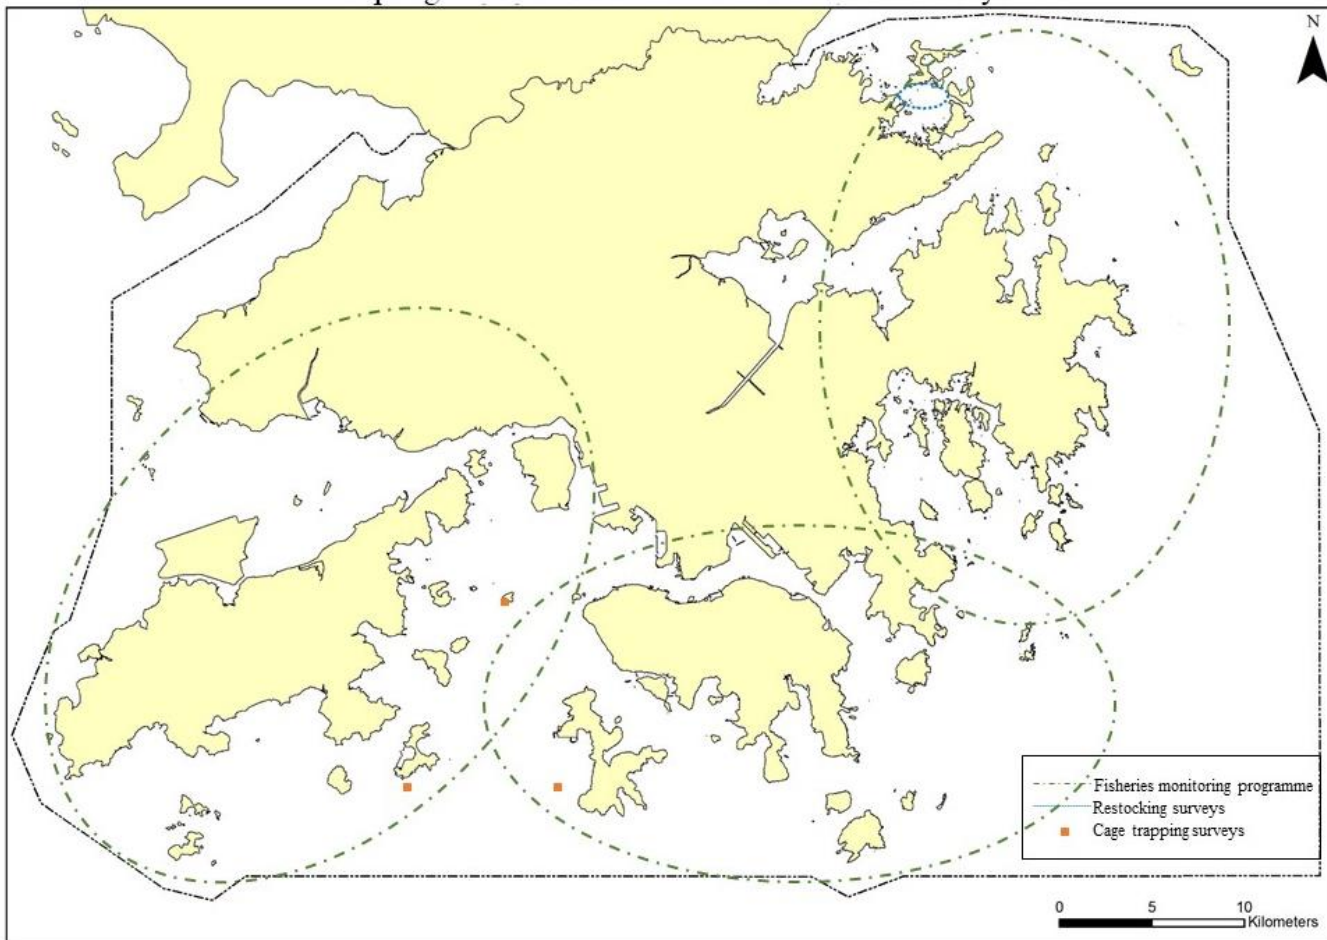 N
Fisheries monitoring programme
Restocking surveys
Cage trapping surveys
0 5 10
Kilometers